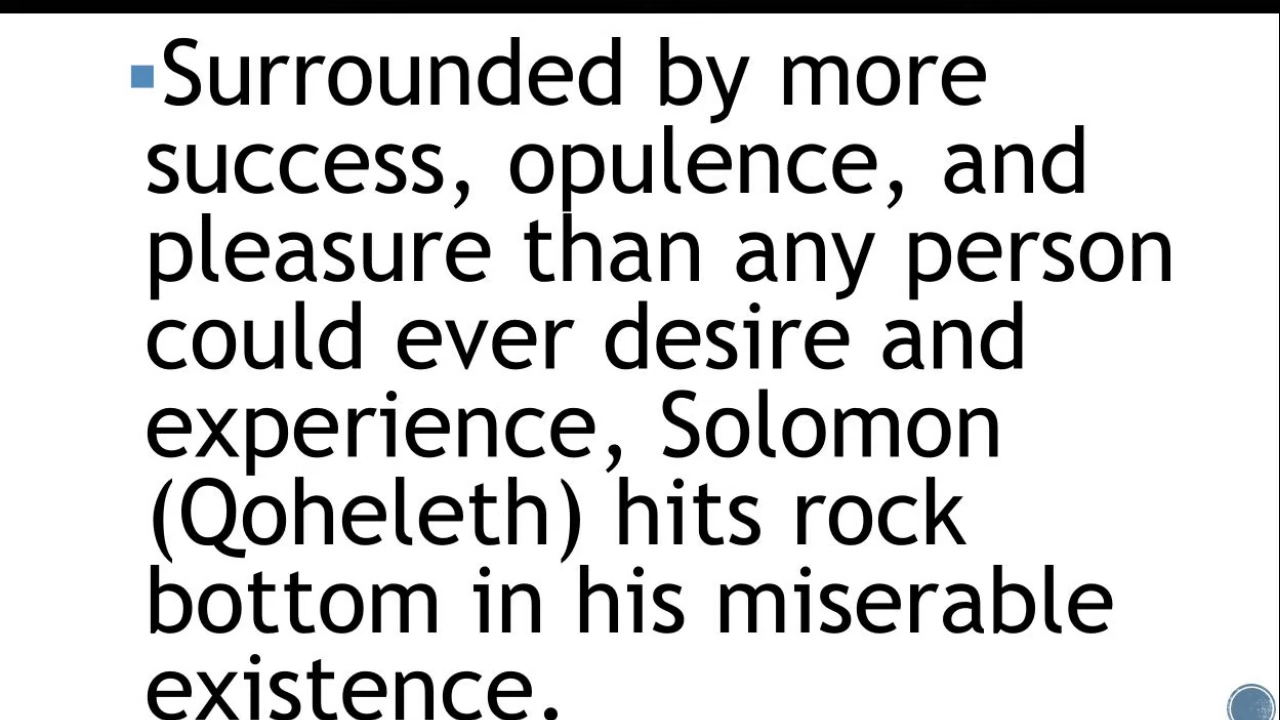 ▪Surrounded by more
success, opulence, and
pleasure than any person
could ever desire and
experience, Solomon
(Qoheleth) hits rock
bottom in his miserable
existence.